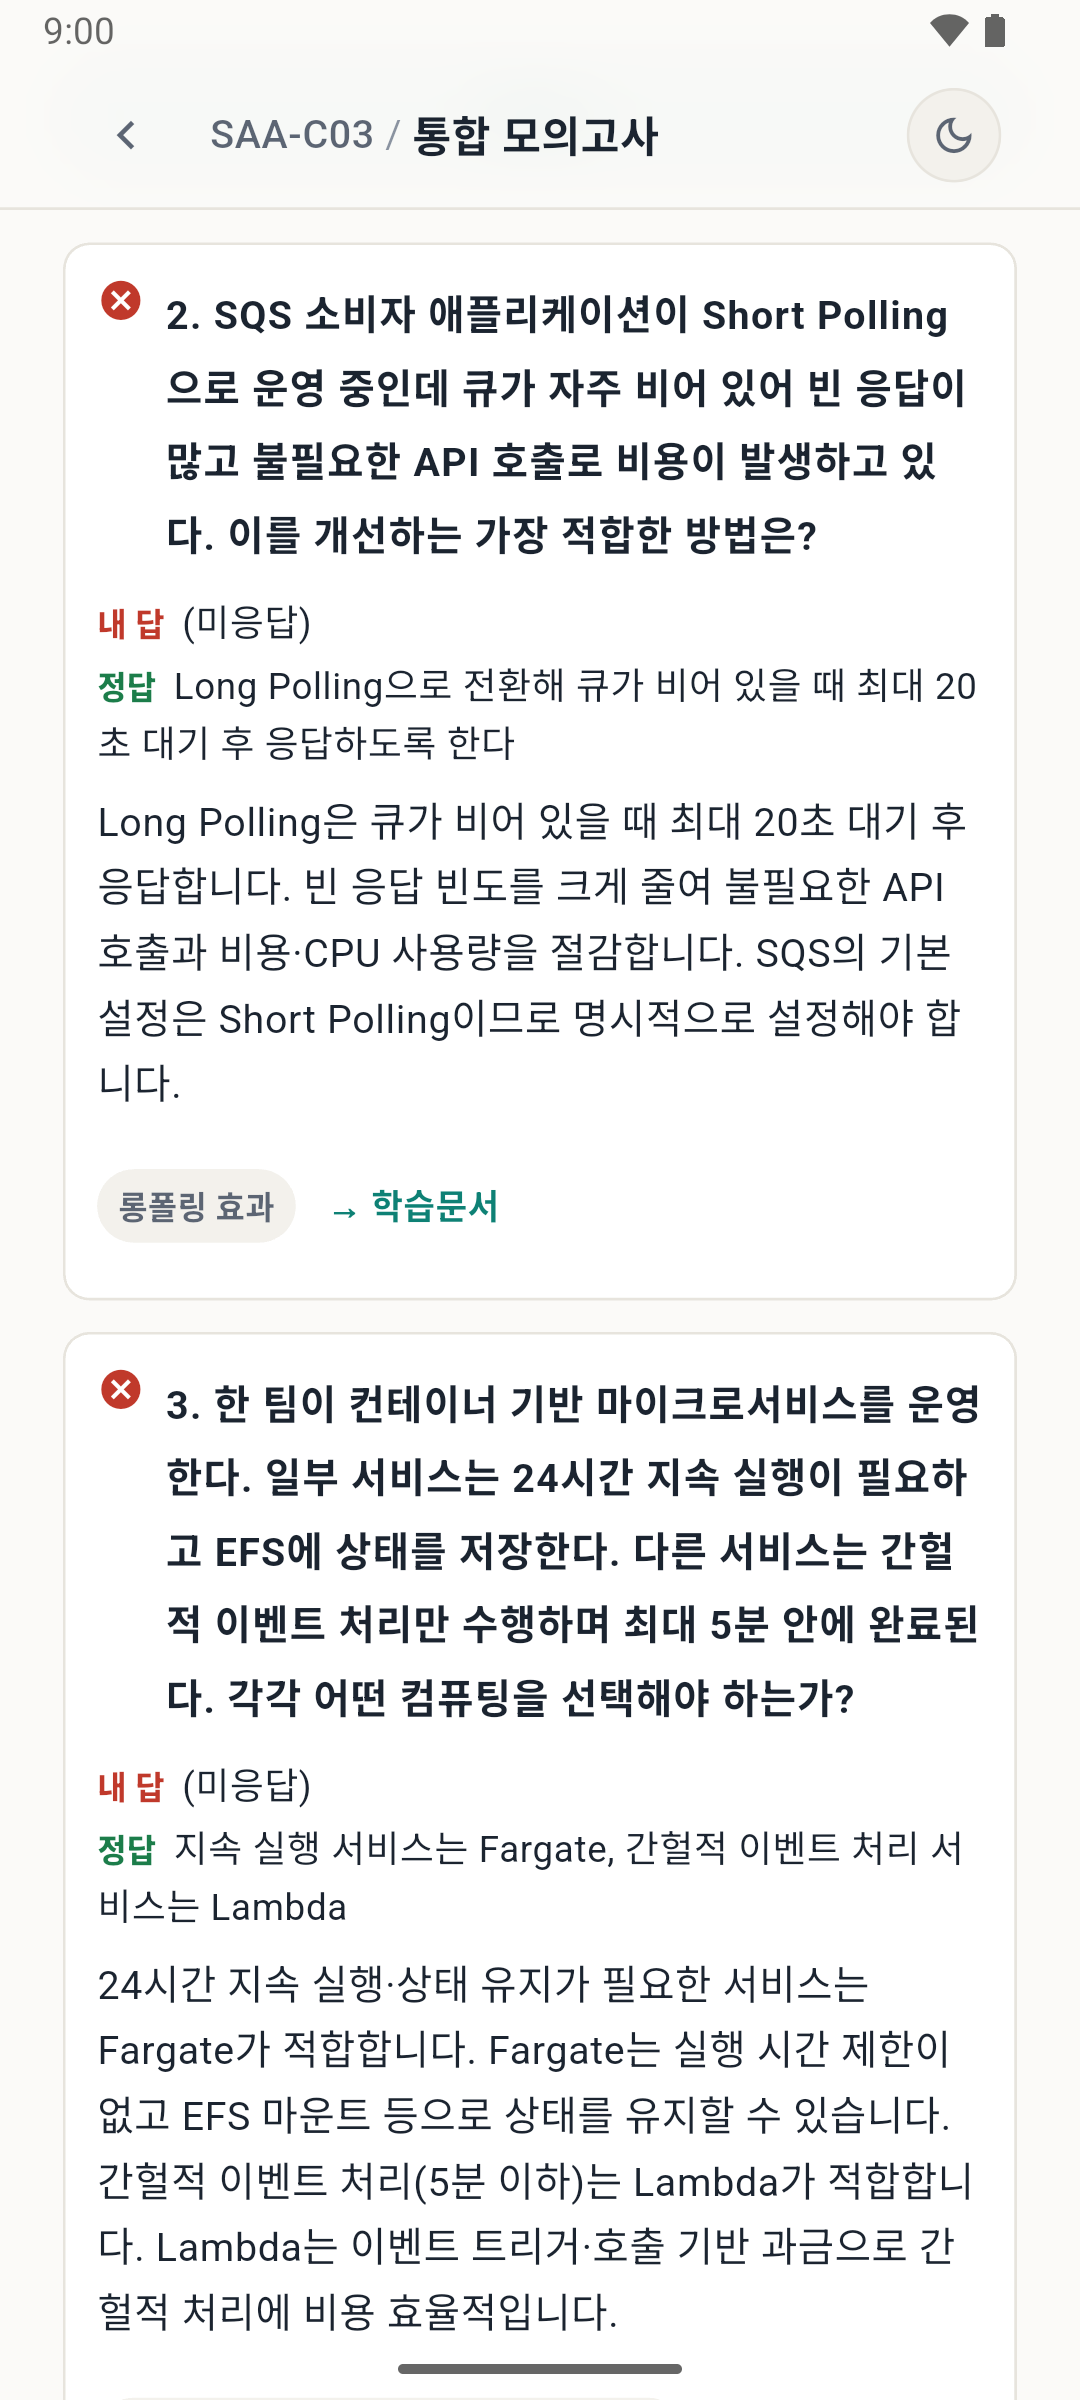 9:00
SAA-C03 / 통합 모의고사
2. SQS 소비자 애플리케이션이 Short Polling
으로 운영 중인데 큐가 자주 비어 있어 빈 응답이
많고 불필요한 API 호출로 비용이 발생하고 있
다. 이를 개선하는 가장 적합한 방법은?
내 답 (미응답)
정답 Long Polling으로 전환해 큐가 비어 있을 때 최대 20
초 대기 후 응답하도록 한다
Long Polling은 큐가 비어 있을 때 최대 20초 대기 후
응답합니다. 빈 응답 빈도를 크게 줄여 불필요한 API
호출과 비용·CPU 사용량을 절감합니다. SQS의 기본
설정은 Short Polling이므로 명시적으로 설정해야 합
니다.
롱폴링 효과 → 학습문서
3. 한 팀이 컨테이너 기반 마이크로서비스를 운영
한다. 일부 서비스는 24시간 지속 실행이 필요하
고 EFS에 상태를 저장한다. 다른 서비스는 간헐
적 이벤트 처리만 수행하며 최대 5분 안에 완료된
다. 각각 어떤 컴퓨팅을 선택해야 하는가?
내 답 (미응답)
정답 지속 실행 서비스는 Fargate, 간헐적 이벤트 처리 서
비스는 Lambda
24시간 지속 실행·상태 유지가 필요한 서비스는
Fargate가 적합합니다. Fargate는 실행 시간 제한이
없고 EFS 마운트 등으로 상태를 유지할 수 있습니다.
간헐적 이벤트 처리(5분 이하)는 Lambda가 적합합니
다. Lambda는 이벤트 트리거·호출 기반 과금으로 간
헐적 처리에 비용 효율적입니다.